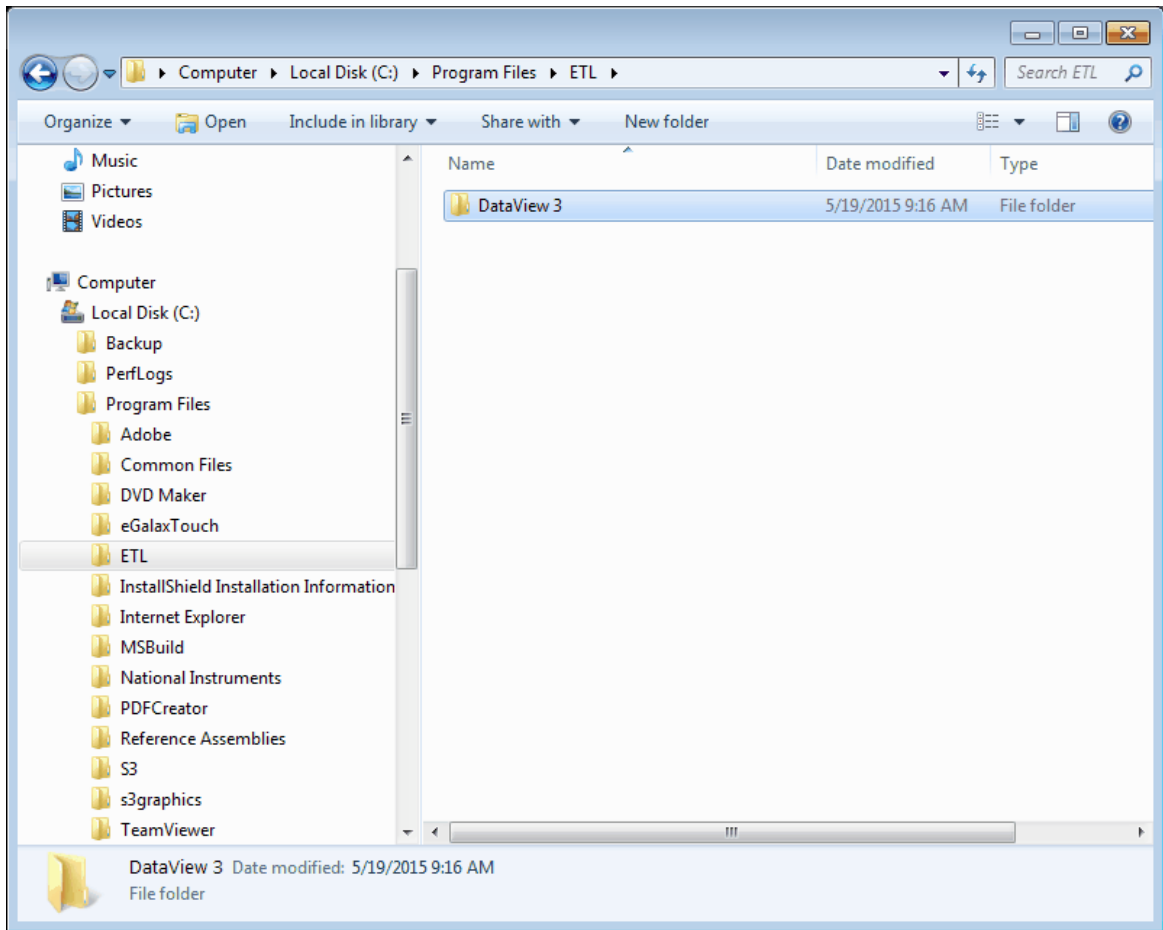 Computer ▸ Local Disk (C:) ▸ Program Files ▸ ETL ▸ Search ETL
Organize Open Include in library Share with New folder
Name Date modified Type
DataView 3 5/19/2015 9:16 AM File folder
Music
Pictures
Videos
Computer
Local Disk (C:)
Backup
PerfLogs
Program Files
Adobe
Common Files
DVD Maker
eGalaxTouch
ETL
InstallShield Installation Information
Internet Explorer
MSBuild
National Instruments
PDFCreator
Reference Assemblies
S3
s3graphics
TeamViewer
DataView 3 Date modified: 5/19/2015 9:16 AM
File folder